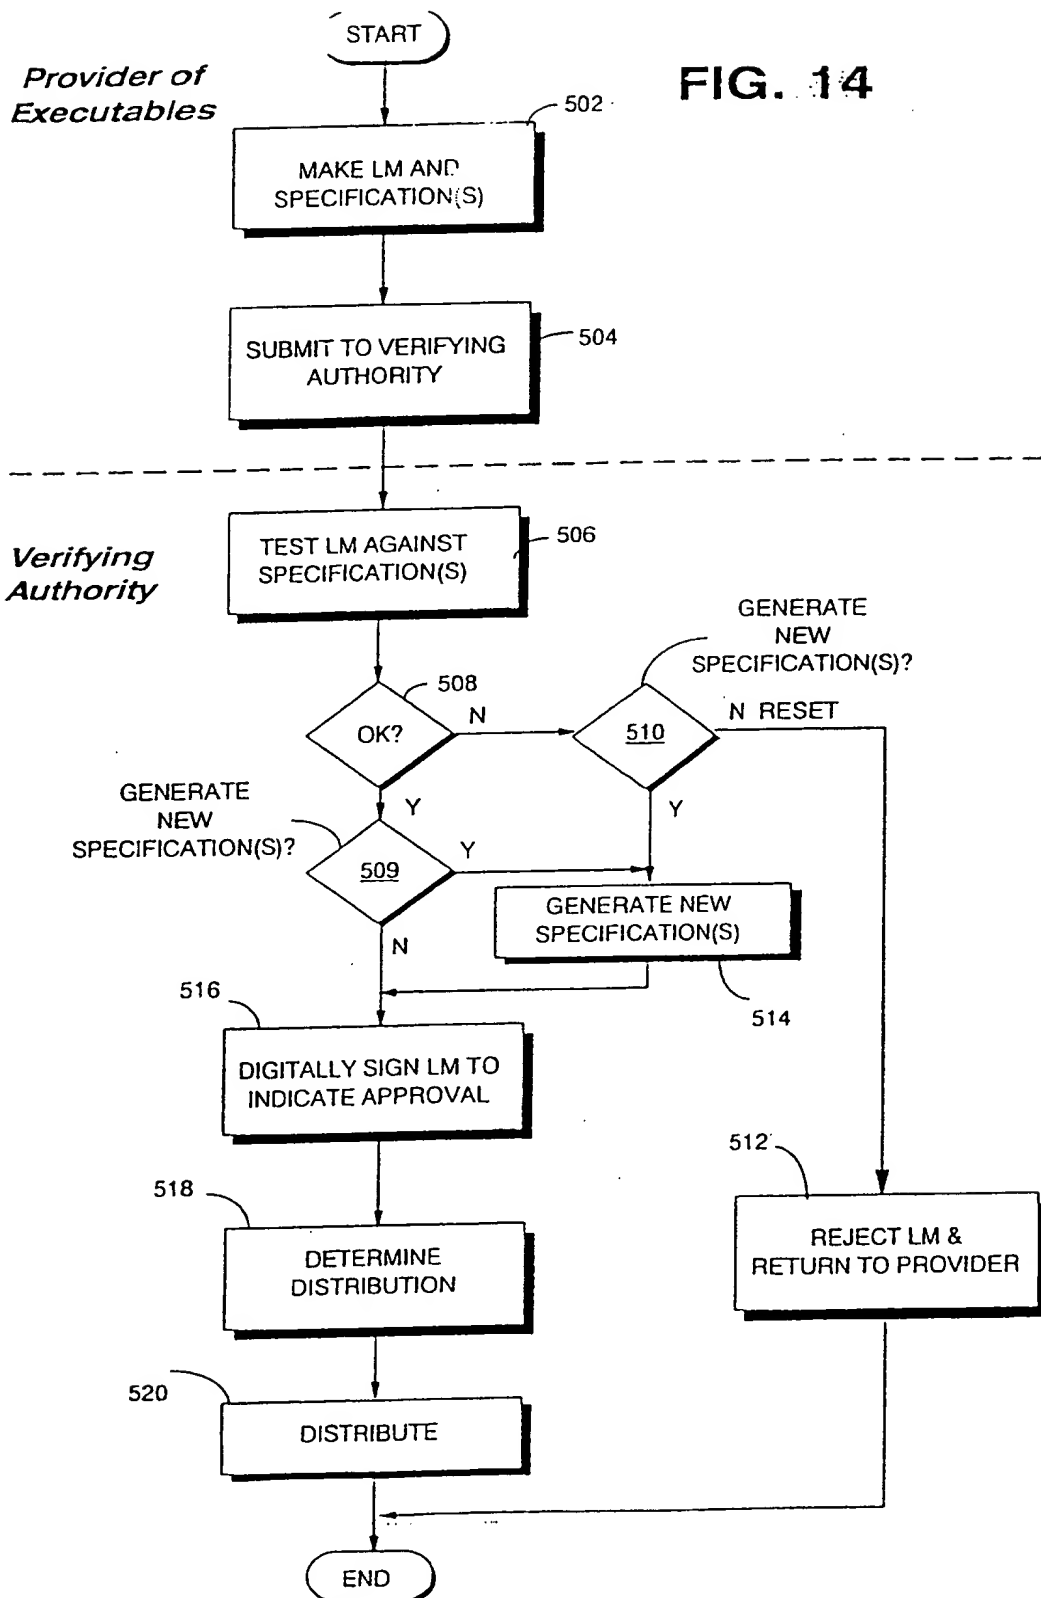 START
Provider of
Executables
FIG. 14
502
MAKE LM AND
SPECIFICATION(S)
SUBMIT TO VERIFYING
AUTHORITY
504
Verifying
Authority
TEST LM AGAINST
SPECIFICATION(S)
506
GENERATE
NEW
SPECIFICATION(S)?
508
OK?
N
510
N RESET
GENERATE
NEW
SPECIFICATION(S)?
Y
Y
509
Y
GENERATE NEW
SPECIFICATION(S)
N
514
516
DIGITALLY SIGN LM TO
INDICATE APPROVAL
512
REJECT LM &
RETURN TO PROVIDER
518
DETERMINE
DISTRIBUTION
520
DISTRIBUTE
END